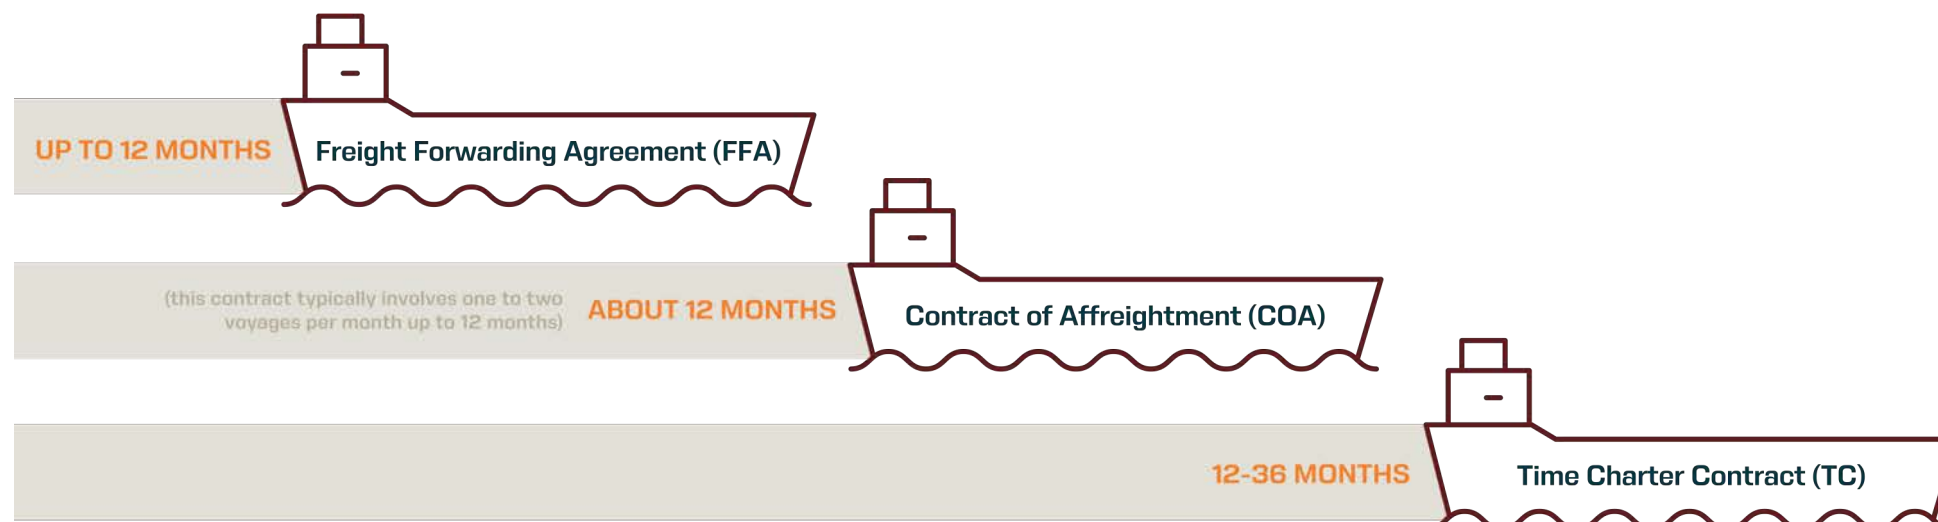 UP TO 12 MONTHS
Freight Forwarding Agreement (FFA)
(this contract typically involves one to two
voyages per month up to 12 months)
ABOUT 12 MONTHS
Contract of Affreightment (COA)
12-36 MONTHS
Time Charter Contract (TC)